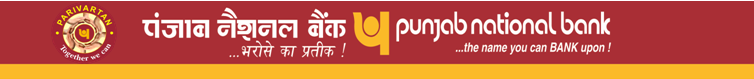 PARIVARTAN
Together we can
पंजाब नैशनल बैंक punjab national bank
...भरोसे का प्रतीक ! ...the name you can BANK upon !